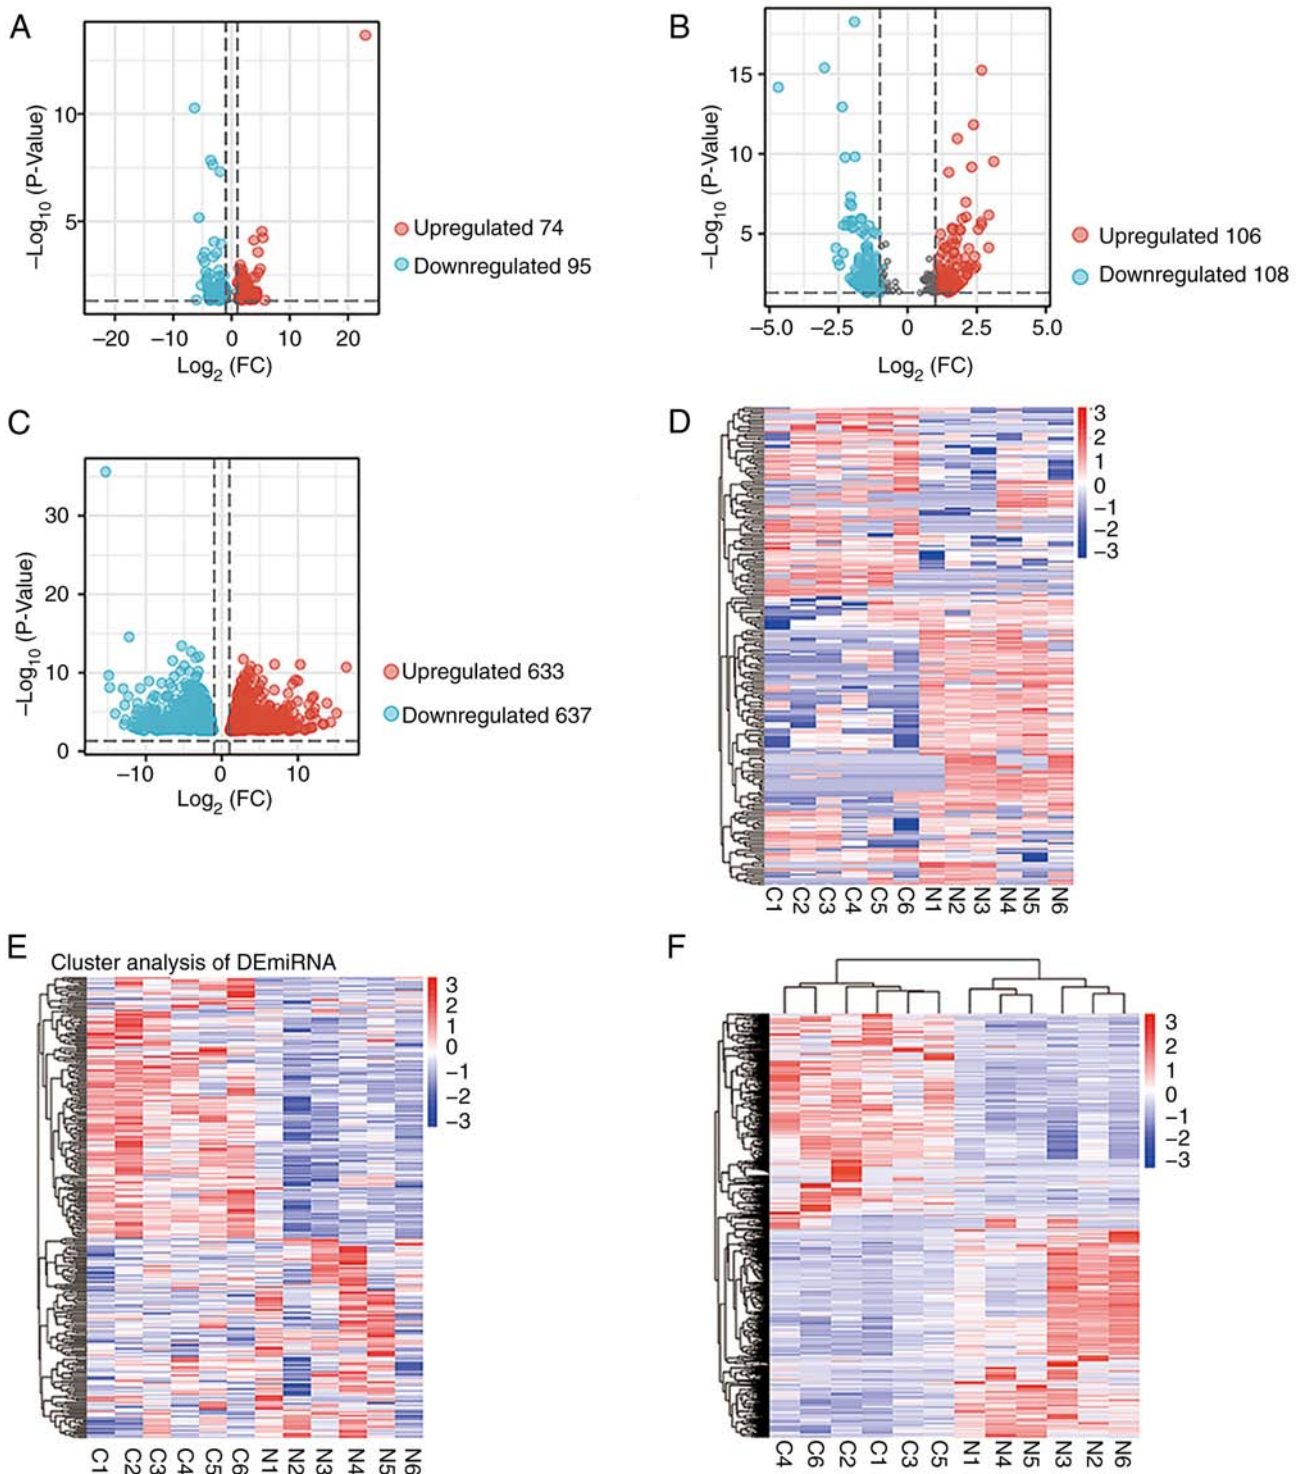 A
−Log10 (P-Value)
10
5
−20 −10 0 10 20
Log2 (FC)
Upregulated 74
Downregulated 95
B
−Log10 (P-Value)
15
10
5
−5.0 −2.5 0 2.5 5.0
Log2 (FC)
Upregulated 106
Downregulated 108
C
−Log10 (P-Value)
30
20
10
0
−10 0 10
Log2 (FC)
Upregulated 633
Downregulated 637
D
3
2
1
0
−1
−2
−3
C1 C2 C3 C4 C5 C6 N1 N2 N3 N4 N5 N6
E
Cluster analysis of DEmiRNA
3
2
1
0
−1
−2
−3
C1 C2 C3 C4 C5 C6 N1 N2 N3 N4 N5 N6
F
3
2
1
0
−1
−2
−3
C4 C6 C2 C1 C3 C5 N1 N4 N5 N3 N2 N6